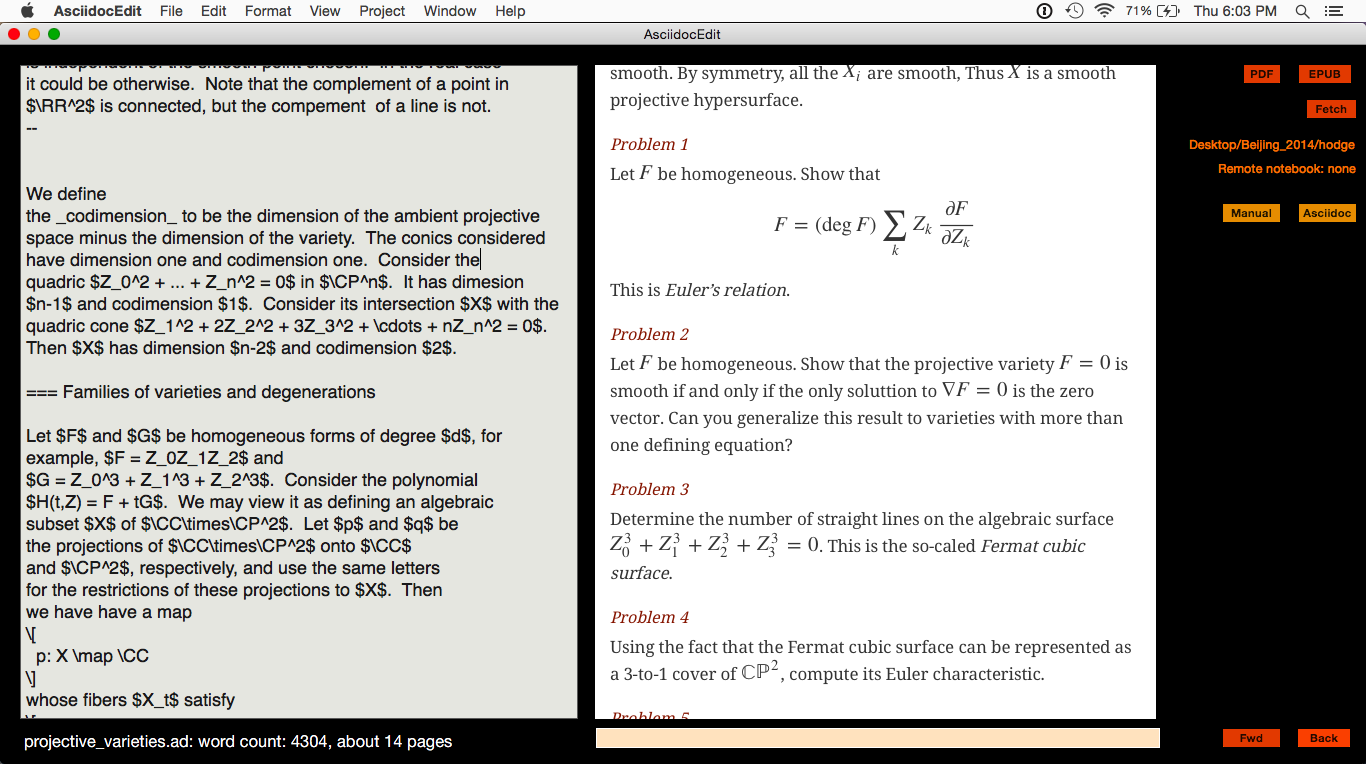 AsciidocEdit File Edit Format View Project Window Help 71% Thu 6:03 PM
AsciidocEdit
it could be otherwise. Note that the complement of a point in
$\RR^2$ is connected, but the compement of a line is not.
--
We define
the _codimension_ to be the dimension of the ambient projective
space minus the dimension of the variety. The conics considered
have dimension one and codimension one. Consider the
quadric $Z_0^2 + ... + Z_n^2 = 0$ in $\CP^n$. It has dimesion
$n-1$ and codimension $1$. Consider its intersection $X$ with the
quadric cone $Z_1^2 + 2Z_2^2 + 3Z_3^2 + \cdots + nZ_n^2 = 0$.
Then $X$ has dimension $n-2$ and codimension $2$.
=== Families of varieties and degenerations
Let $F$ and $G$ be homogeneous forms of degree $d$, for
example, $F = Z_0Z_1Z_2$ and
$G = Z_0^3 + Z_1^3 + Z_2^3$. Consider the polynomial
$H(t,Z) = F + tG$. We may view it as defining an algebraic
subset $X$ of $\CC\times\CP^2$. Let $p$ and $q$ be
the projections of $\CC\times\CP^2$ onto $\CC$
and $\CP^2$, respectively, and use the same letters
for the restrictions of these projections to $X$. Then
we have have a map
\[
p: X \map \CC
\]
whose fibers $X_t$ satisfy
\[
projective_varieties.ad: word count: 4304, about 14 pages
smooth. By symmetry, all the X_i are smooth, Thus X is a smooth
projective hypersurface.
Problem 1
Let F be homogeneous. Show that
F = (deg F) ∑_k Z_k ∂F/∂Z_k
This is Euler's relation.
Problem 2
Let F be homogeneous. Show that the projective variety F = 0 is
smooth if and only if the only soluttion to ∇F = 0 is the zero
vector. Can you generalize this result to varieties with more than
one defining equation?
Problem 3
Determine the number of straight lines on the algebraic surface
Z_0^3 + Z_1^3 + Z_2^3 + Z_3^3 = 0. This is the so-caled Fermat cubic
surface.
Problem 4
Using the fact that the Fermat cubic surface can be represented as
a 3-to-1 cover of ℂℙ², compute its Euler characteristic.
Problem 5
PDF EPUB
Fetch
Desktop/Beijing_2014/hodge
Remote notebook: none
Manual Asciidoc
Fwd Back